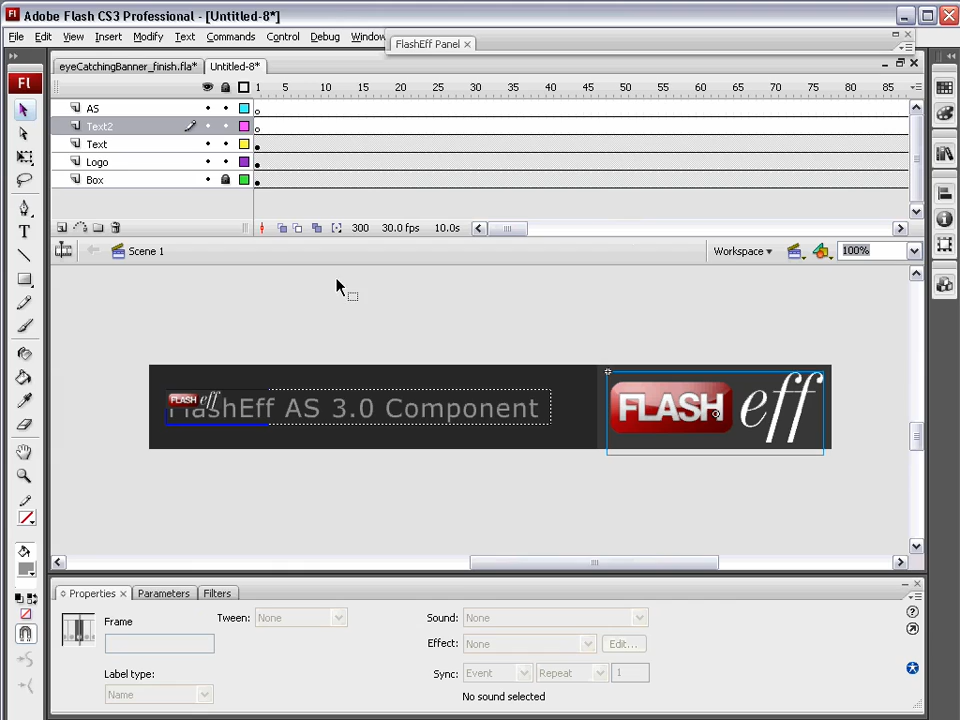 Fl Adobe Flash CS3 Professional - [Untitled-8*]
File Edit View Insert Modify Text Commands Control Debug Window
FlashEff Panel
Fl
eyeCatchingBanner_finish.fla* Untitled-8*
1 5 10 15 20 25 30 35 40 45 50 55 60 65 70 75 80 85
AS
Text2
Text
Logo
Box
300 30.0 fps 10.0s
Scene 1 Workspace 100%
FLASH eff
FlashEff AS 3.0 Component
FLASH eff
Properties Parameters Filters
Frame Tween: None Sound: None
Effect: None Edit...
Label type: Sync: Event Repeat 1
Name No sound selected